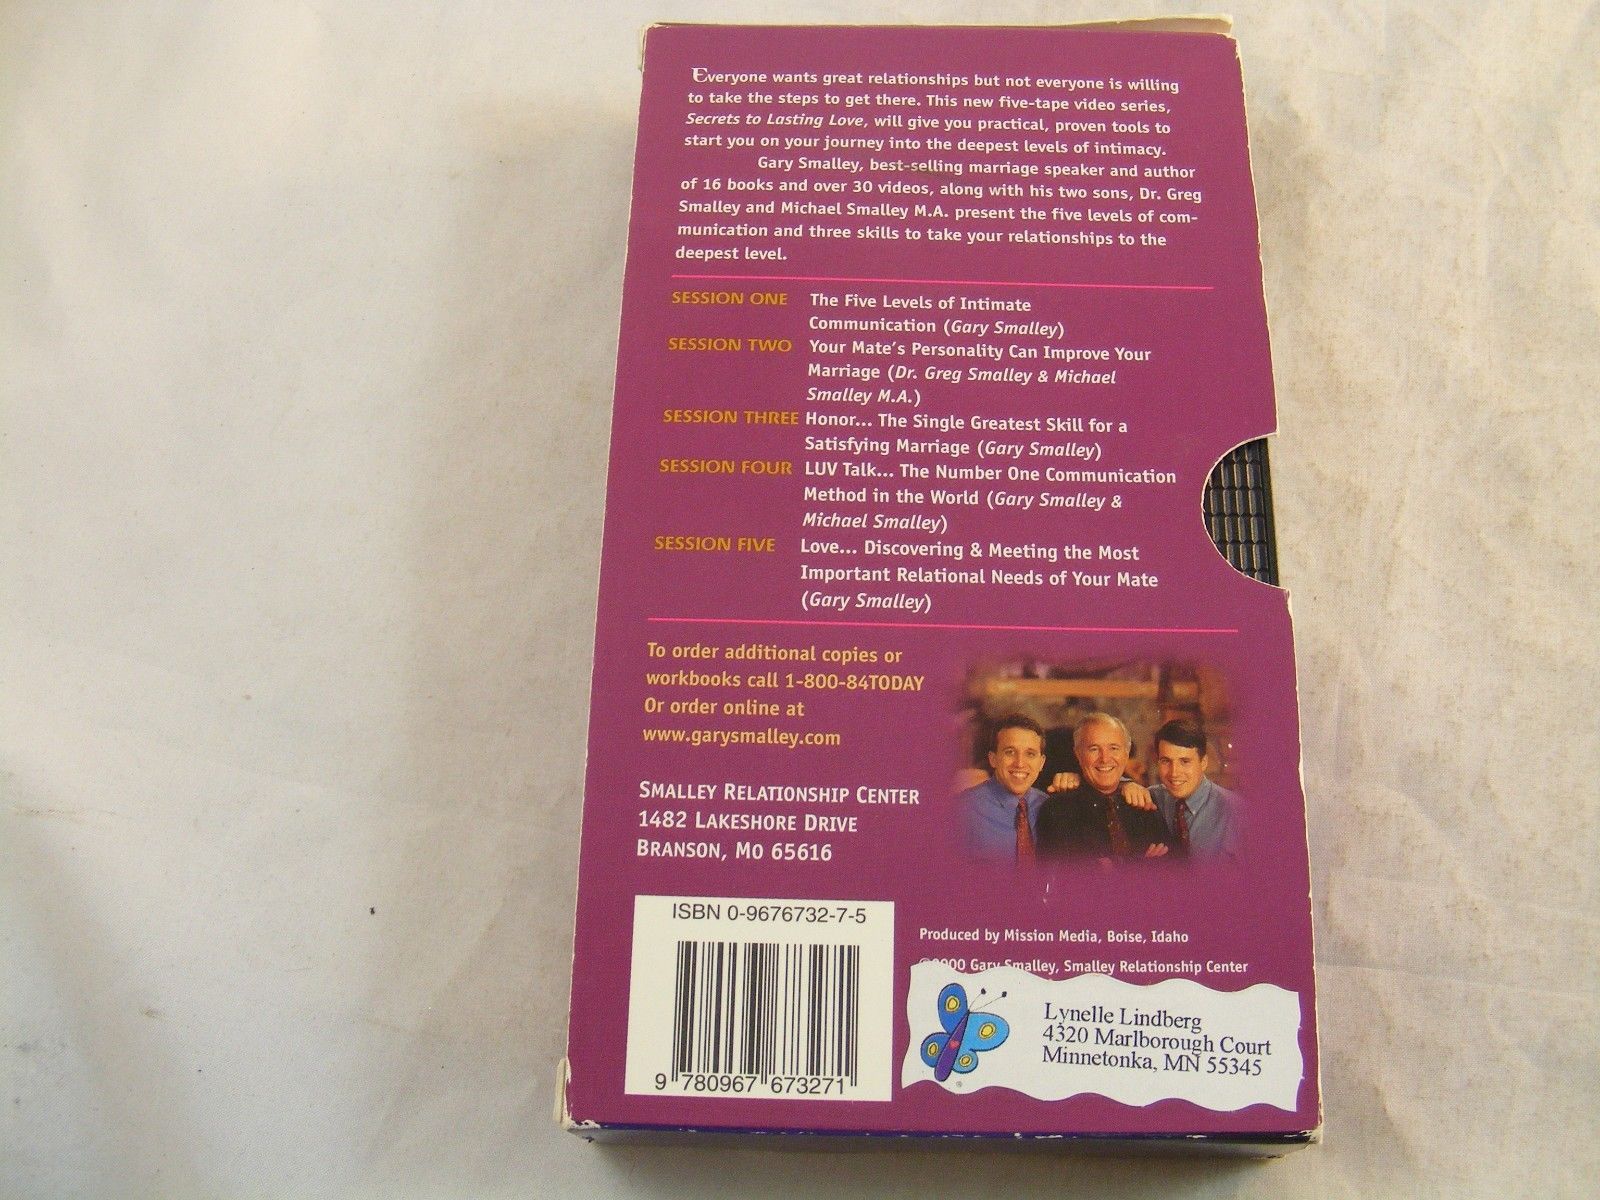 Everyone wants great relationships but not everyone is willing
to take the steps to get there. This new five-tape video series,
Secrets to Lasting Love, will give you practical, proven tools to
start you on your journey into the deepest levels of intimacy.
Gary Smalley, best-selling marriage speaker and author
of 16 books and over 30 videos, along with his two sons, Dr. Greg
Smalley and Michael Smalley M.A. present the five levels of com-
munication and three skills to take your relationships to the
deepest level.
SESSION ONE The Five Levels of Intimate
Communication (Gary Smalley)
SESSION TWO Your Mate's Personality Can Improve Your
Marriage (Dr. Greg Smalley & Michael
Smalley M.A.)
SESSION THREE Honor... The Single Greatest Skill for a
Satisfying Marriage (Gary Smalley)
SESSION FOUR LUV Talk... The Number One Communication
Method in the World (Gary Smalley &
Michael Smalley)
SESSION FIVE Love... Discovering & Meeting the Most
Important Relational Needs of Your Mate
(Gary Smalley)
To order additional copies or
workbooks call 1-800-84TODAY
Or order online at
www.garysmalley.com
SMALLEY RELATIONSHIP CENTER
1482 LAKESHORE DRIVE
BRANSON, MO 65616
ISBN 0-9676732-7-5
9 780967 673271
Produced by Mission Media, Boise, Idaho
©2000 Gary Smalley, Smalley Relationship Center
Lynelle Lindberg
4320 Marlborough Court
Minnetonka, MN 55345